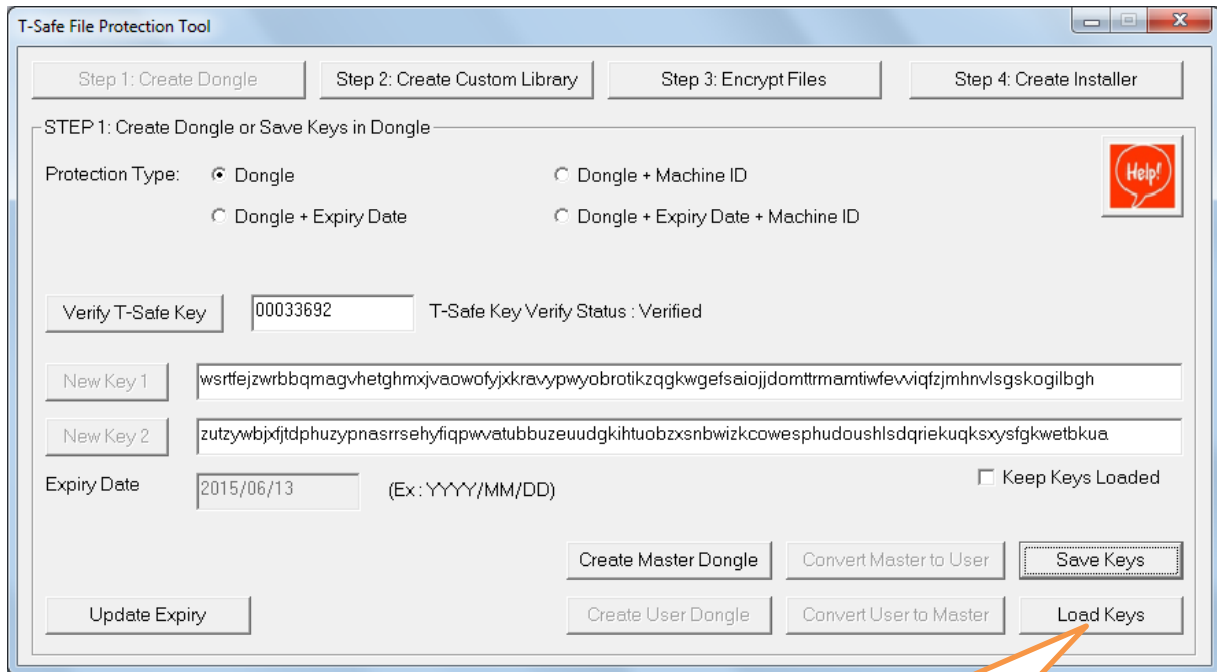 T-Safe File Protection Tool
Step 1: Create Dongle Step 2: Create Custom Library Step 3: Encrypt Files Step 4: Create Installer
STEP 1: Create Dongle or Save Keys in Dongle
Protection Type: Dongle Dongle + Machine ID
Help!
Dongle + Expiry Date Dongle + Expiry Date + Machine ID
Verify T-Safe Key 00033692 T-Safe Key Verify Status : Verified
New Key 1 wsrtfejzwrbbqmagvhetghmxjvaowofyjxkravypwyobrotikzqgkwgefsaiojjdomttrmamtiwfevviqfzjmhnvlsgskogilbgh
New Key 2 zutzywbjxfjtdphuzypnasrrsehyfiqpwvatubbuzeuudgkihtuobzxsnbwizkcowesphudoushlsdqriekuqksxysfgkwetbkua
Expiry Date 2015/06/13 (Ex : YYYY/MM/DD) Keep Keys Loaded
Create Master Dongle Convert Master to User Save Keys
Update Expiry Create User Dongle Convert User to Master Load Keys